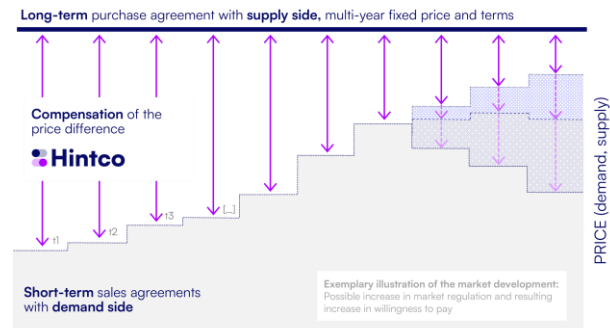 Long-term purchase agreement with supply side, multi-year fixed price and terms
Compensation of the
price difference
Hintco
t1
t2
t3
[...]
Short-term sales agreements
with demand side
Exemplary illustration of the market development:
Possible increase in market regulation and resulting
increase in willingness to pay
PRICE (demand, supply)